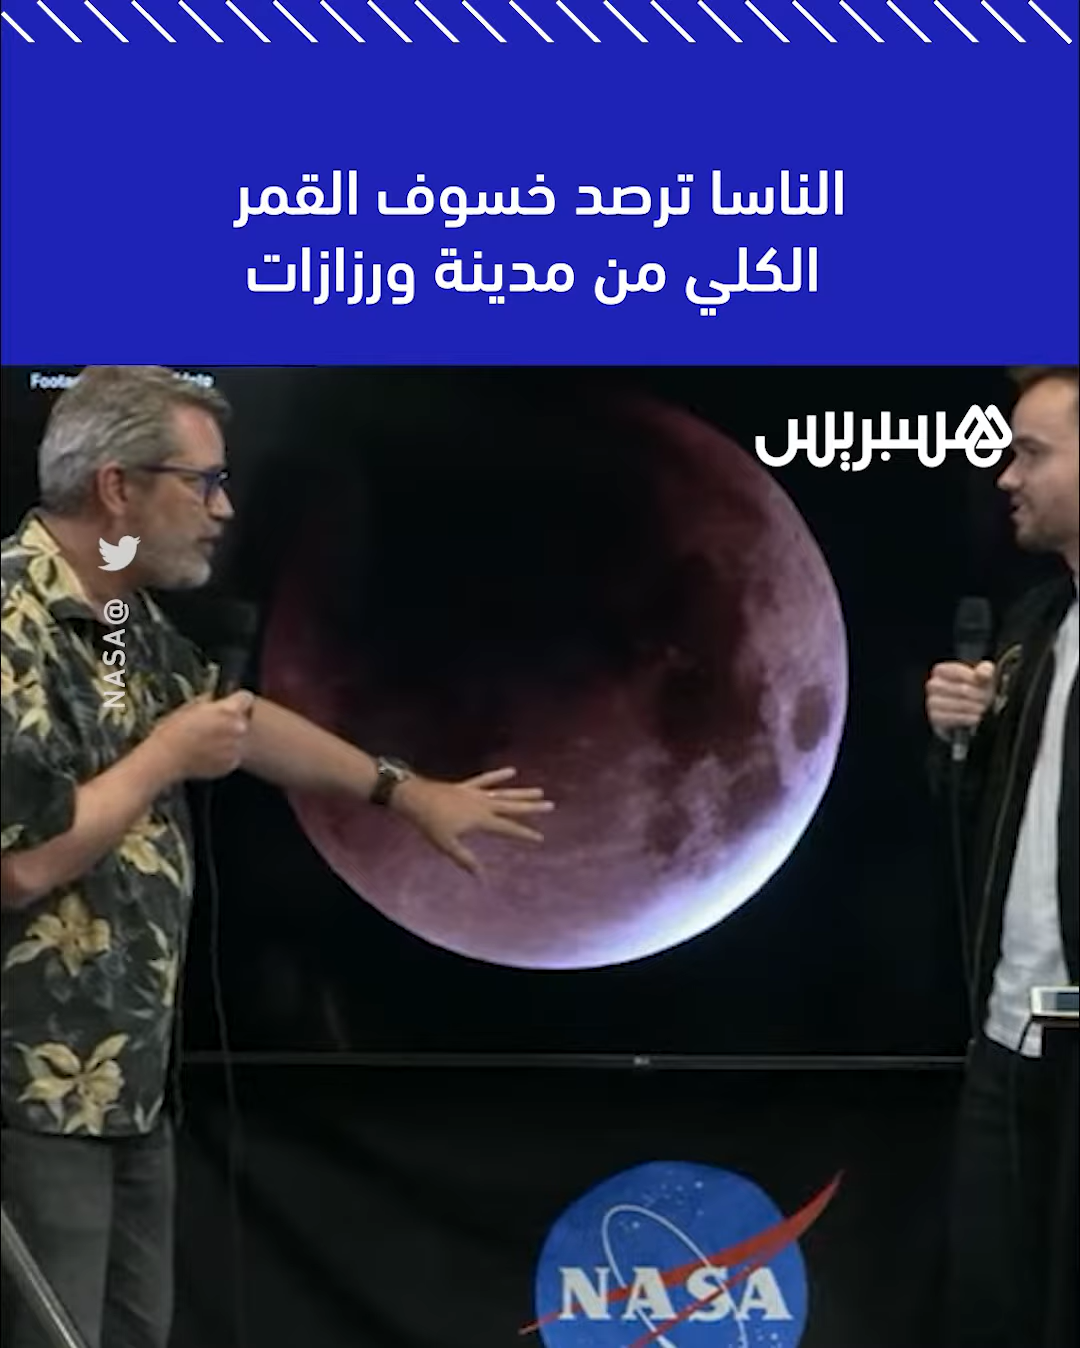 الناسا ترصد خسوف القمر
الكلي من مدينة ورزازات
هسبريس
NASA@
NASA